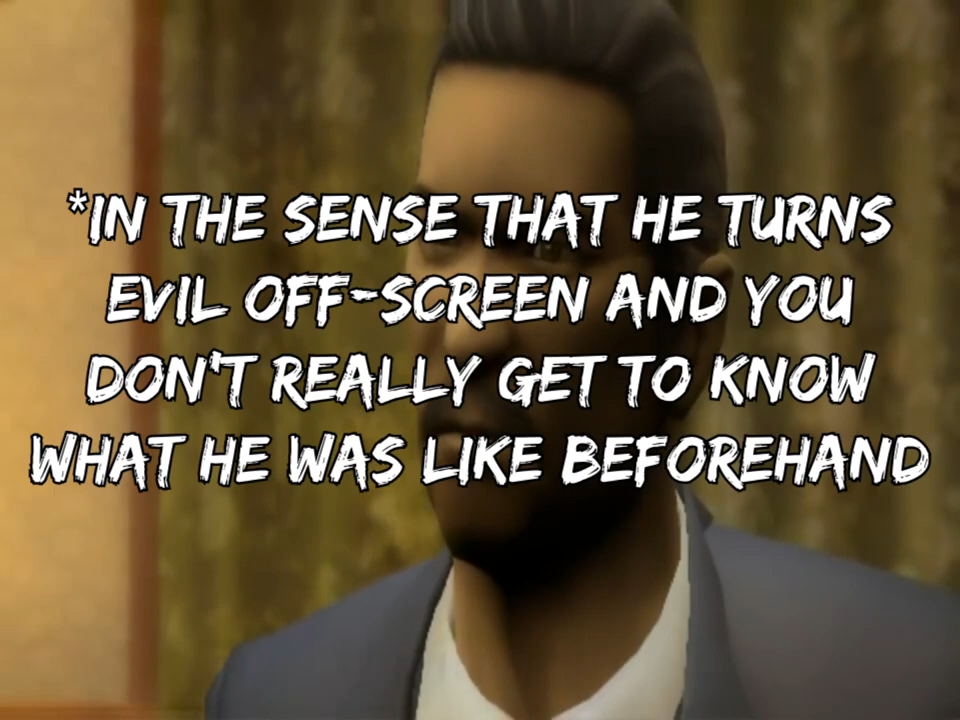 *IN THE SENSE THAT HE TURNS
EVIL OFF-SCREEN AND YOU
DON'T REALLY GET TO KNOW
WHAT HE WAS LIKE BEFOREHAND